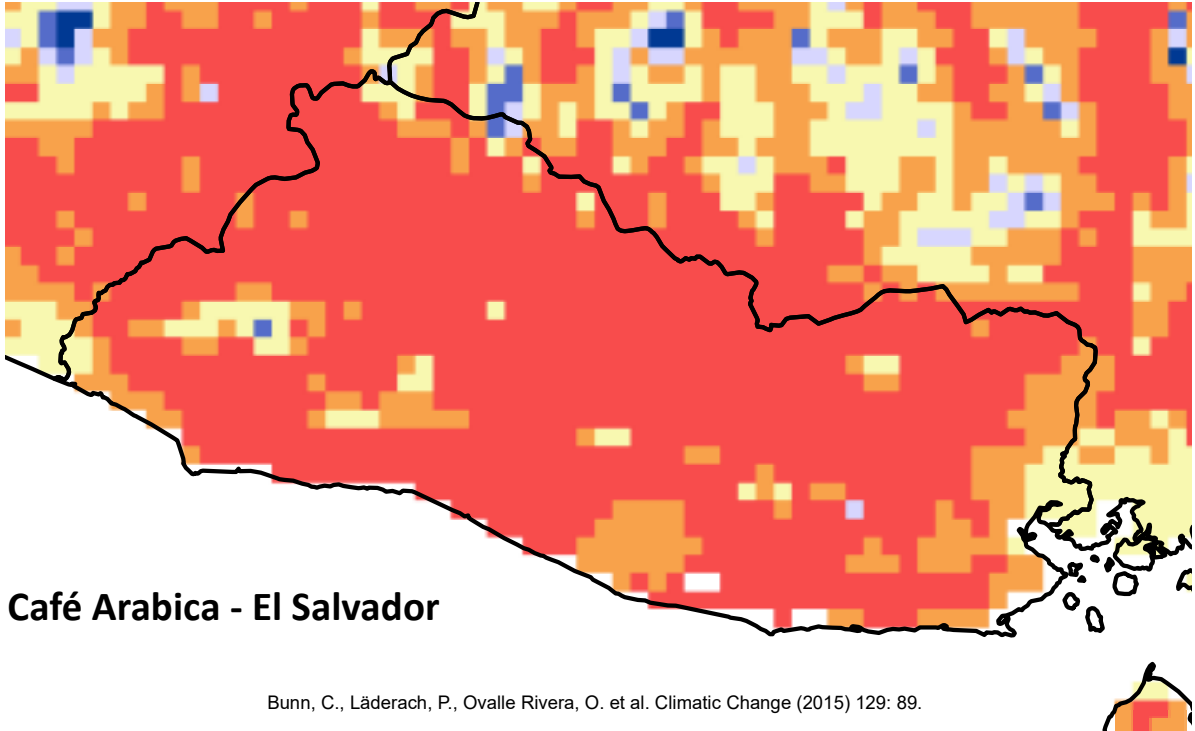 Café Arabica - El Salvador
Bunn, C., Läderach, P., Ovalle Rivera, O. et al. Climatic Change (2015) 129: 89.